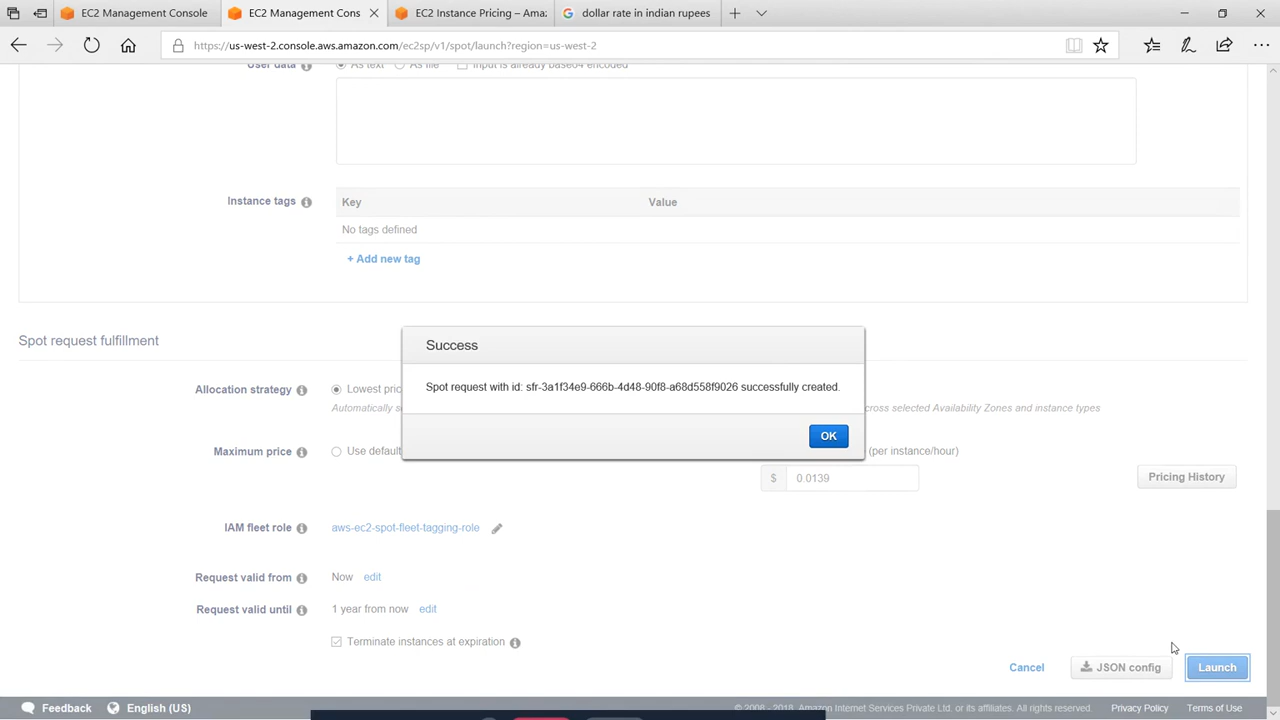 EC2 Management Console
EC2 Management Cons
EC2 Instance Pricing – Amaz
dollar rate in indian rupees
https://us-west-2.console.aws.amazon.com/ec2sp/v1/spot/launch?region=us-west-2
User data
As text
As file
Input is already base64 encoded
Instance tags
Key
Value
No tags defined
+ Add new tag
Spot request fulfillment
Success
Spot request with id: sfr-3a1f34e9-666b-4d48-90f8-a68d558f9026 successfully created.
OK
Allocation strategy
Lowest pric
Automatically s
cross selected Availability Zones and instance types
Maximum price
Use default
(per instance/hour)
$ 0.0139
Pricing History
IAM fleet role
aws-ec2-spot-fleet-tagging-role
Request valid from
Now edit
Request valid until
1 year from now edit
Terminate instances at expiration
Cancel
JSON config
Launch
Feedback
English (US)
© 2008 - 2018, Amazon Internet Services Private Ltd. or its affiliates. All rights reserved.
Privacy Policy
Terms of Use